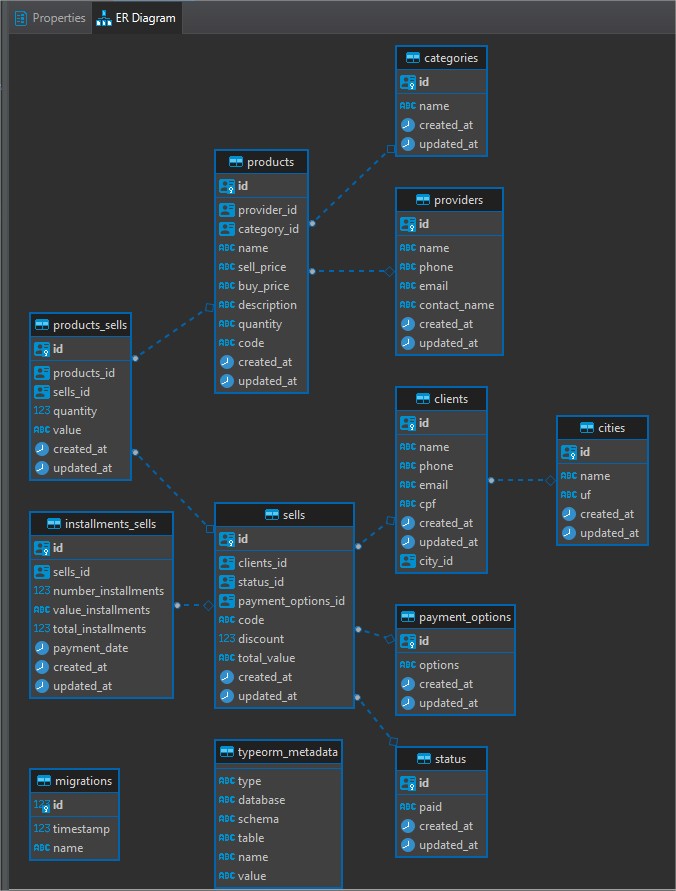 Properties
ER Diagram
categories
id
name
created_at
updated_at
products
id
provider_id
category_id
ABC name
ABC sell_price
ABC buy_price
ABC description
ABC quantity
ABC code
created_at
updated_at
providers
id
ABC name
ABC phone
ABC email
ABC contact_name
created_at
updated_at
products_sells
id
products_id
sells_id
123 quantity
ABC value
created_at
updated_at
clients
id
ABC name
ABC phone
ABC email
ABC cpf
created_at
updated_at
city_id
cities
id
ABC name
ABC uf
created_at
updated_at
installments_sells
id
sells_id
123 number_installments
ABC value_installments
123 total_installments
payment_date
created_at
updated_at
sells
id
clients_id
status_id
payment_options_id
ABC code
123 discount
ABC total_value
created_at
updated_at
payment_options
id
ABC options
created_at
updated_at
status
id
ABC paid
created_at
updated_at
typeorm_metadata
ABC type
ABC database
ABC schema
ABC table
ABC name
ABC value
migrations
123 id
123 timestamp
ABC name